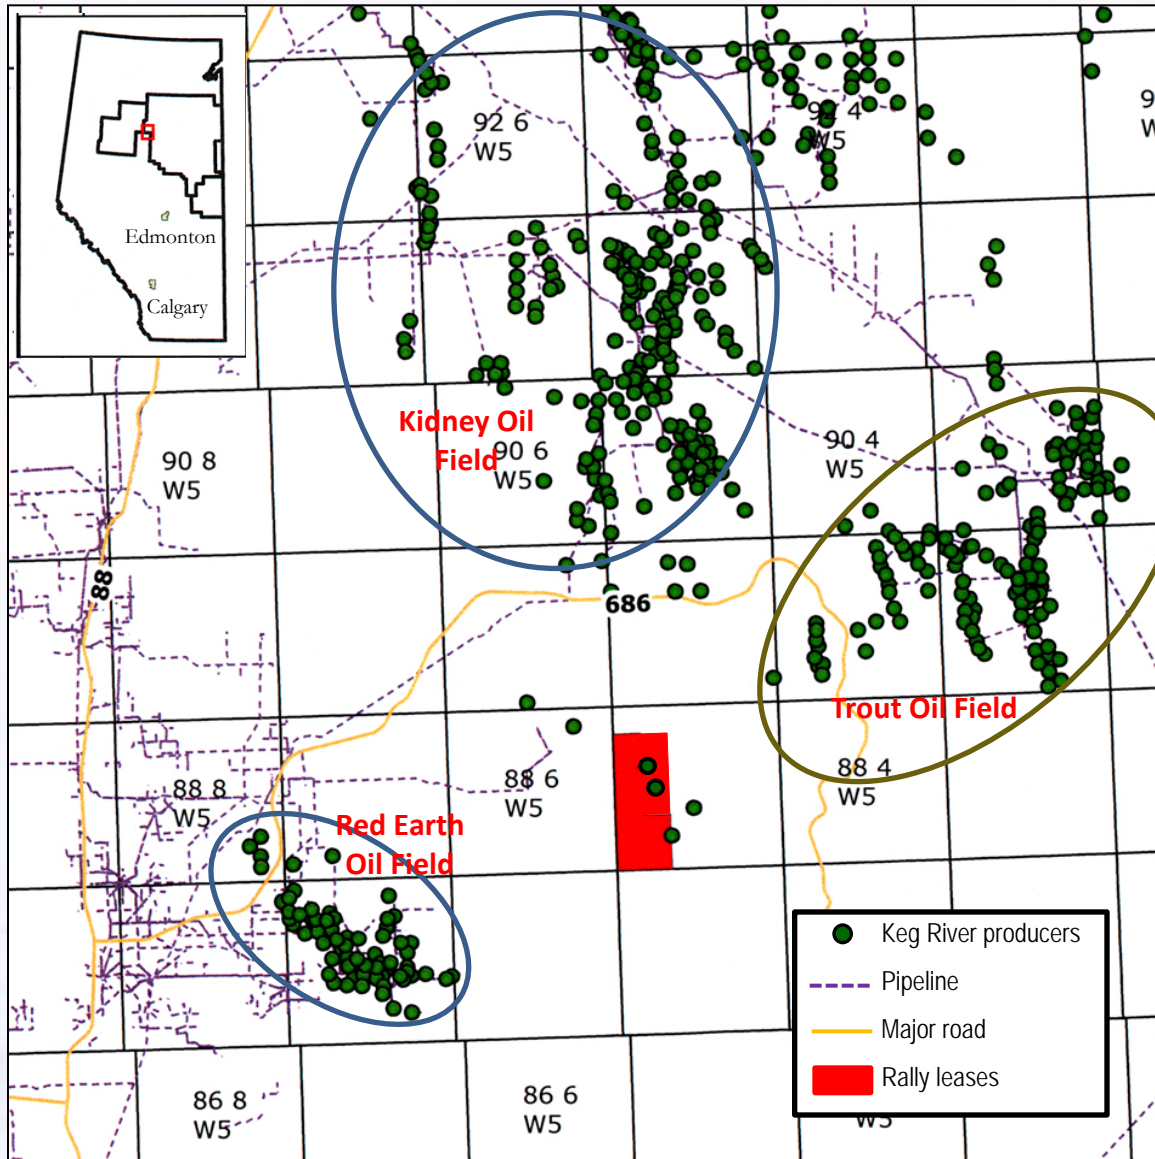 92 6
W5
92 4
W5
9
W
Edmonton
Calgary
Kidney Oil
Field
90 6
W5
90 4
W5
90 8
W5
88
686
Trout Oil Field
88 4
W5
88 6
W5
88 8
W5
Red Earth
Oil Field
Keg River producers
Pipeline
Major road
Rally leases
86 8
W5
86 6
W5
W5